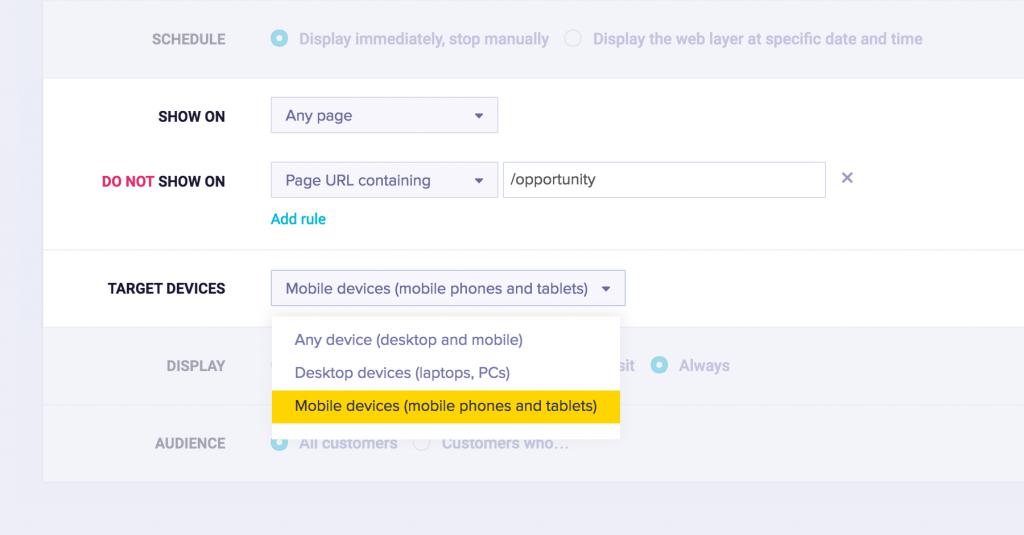 SCHEDULE Display immediately, stop manually Display the web layer at specific date and time
SHOW ON Any page
DO NOT SHOW ON Page URL containing /opportunity ×
Add rule
TARGET DEVICES Mobile devices (mobile phones and tablets)
Any device (desktop and mobile)
DISPLAY Always
Desktop devices (laptops, PCs)
Mobile devices (mobile phones and tablets)
AUDIENCE All customers Customers who...